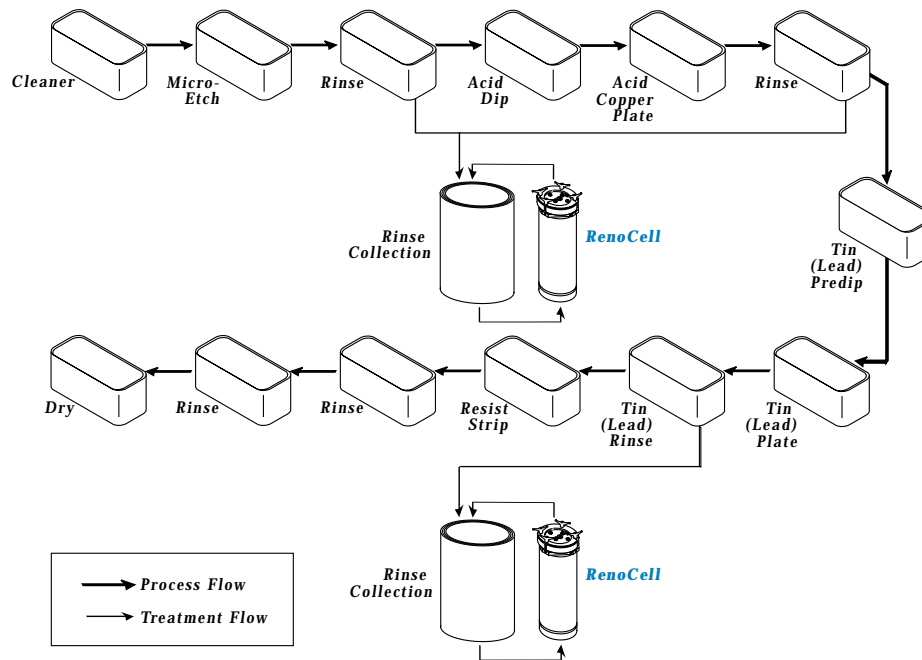 Cleaner
Micro-
Etch
Rinse
Acid
Dip
Acid
Copper
Plate
Rinse
Rinse
Collection
RenoCell
Tin
(Lead)
Predip
Dry
Rinse
Rinse
Resist
Strip
Tin
(Lead)
Rinse
Tin
(Lead)
Plate
Rinse
Collection
RenoCell
Process Flow
Treatment Flow